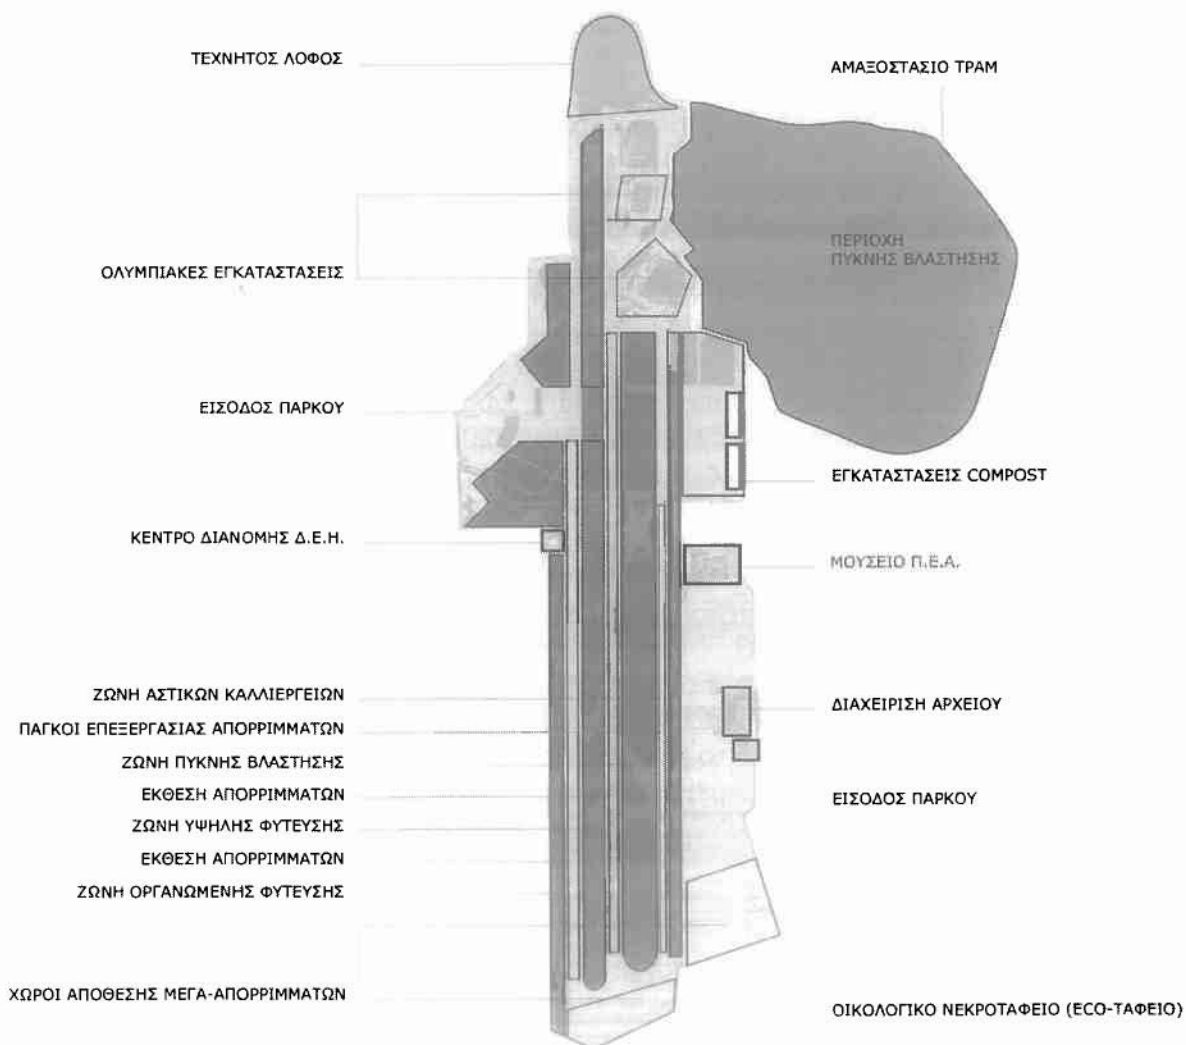 ΤΕΧΝΗΤΟΣ ΛΟΦΟΣ
ΟΛΥΜΠΙΑΚΕΣ ΕΓΚΑΤΑΣΤΑΣΕΙΣ
ΕΙΣΟΔΟΣ ΠΑΡΚΟΥ
ΚΕΝΤΡΟ ΔΙΑΝΟΜΗΣ Δ.Ε.Η.
ΖΩΝΗ ΑΣΤΙΚΩΝ ΚΑΛΛΙΕΡΓΕΙΩΝ
ΠΑΓΚΟΙ ΕΠΕΞΕΡΓΑΣΙΑΣ ΑΠΟΡΡΙΜΜΑΤΩΝ
ΖΩΝΗ ΠΥΚΝΗΣ ΒΛΑΣΤΗΣΗΣ
ΕΚΘΕΣΗ ΑΠΟΡΡΙΜΜΑΤΩΝ
ΖΩΝΗ ΥΨΗΛΗΣ ΦΥΤΕΥΣΗΣ
ΕΚΘΕΣΗ ΑΠΟΡΡΙΜΜΑΤΩΝ
ΖΩΝΗ ΟΡΓΑΝΩΜΕΝΗΣ ΦΥΤΕΥΣΗΣ
ΧΩΡΟΙ ΑΠΟΘΕΣΗΣ ΜΕΓΑ-ΑΠΟΡΡΙΜΜΑΤΩΝ
ΑΜΑΞΟΣΤΑΣΙΟ ΤΡΑΜ
ΠΕΡΙΟΧΗ
ΠΥΚΝΗΣ ΒΛΑΣΤΗΣΗΣ
ΕΓΚΑΤΑΣΤΑΣΕΙΣ COMPOST
ΜΟΥΣΕΙΟ Π.Ε.Α.
ΔΙΑΧΕΙΡΙΣΗ ΑΡΧΕΙΟΥ
ΕΙΣΟΔΟΣ ΠΑΡΚΟΥ
ΟΙΚΟΛΟΓΙΚΟ ΝΕΚΡΟΤΑΦΕΙΟ (ECO-ΤΑΦΕΙΟ)